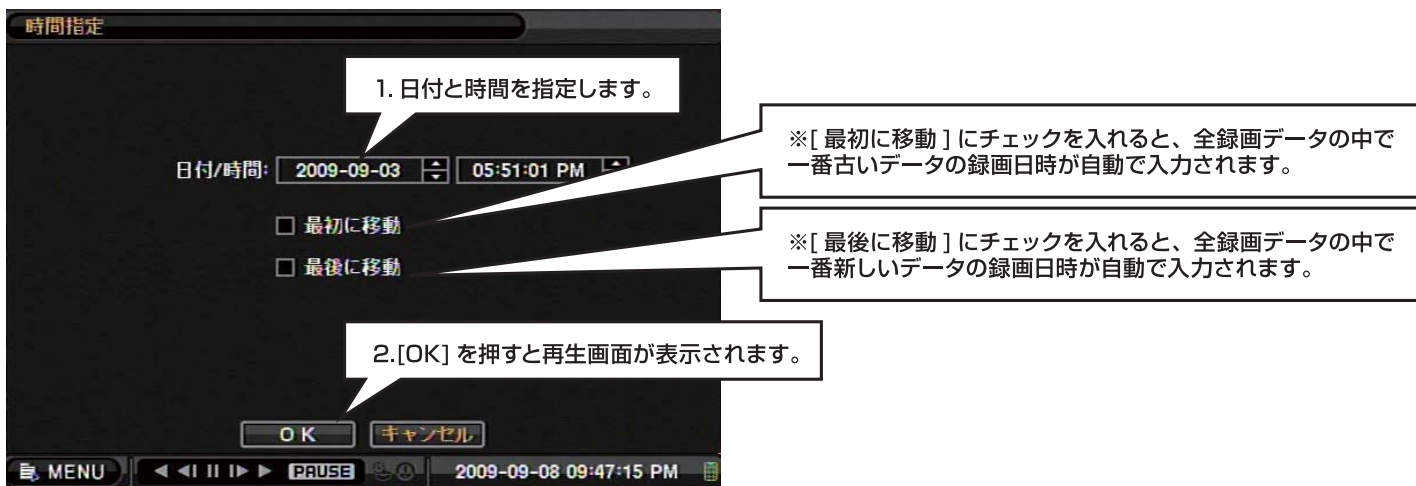 時間指定
1. 日付と時間を指定します。
※[ 最初に移動 ] にチェックを入れると、全録画データの中で
一番古いデータの録画日時が自動で入力されます。
日付/時間: 2009-09-03 05:51:01 PM
最初に移動
※[ 最後に移動 ] にチェックを入れると、全録画データの中で
一番新しいデータの録画日時が自動で入力されます。
最後に移動
2.[OK] を押すと再生画面が表示されます。
OK キャンセル
MENU PAUSE 2009-09-08 09:47:15 PM